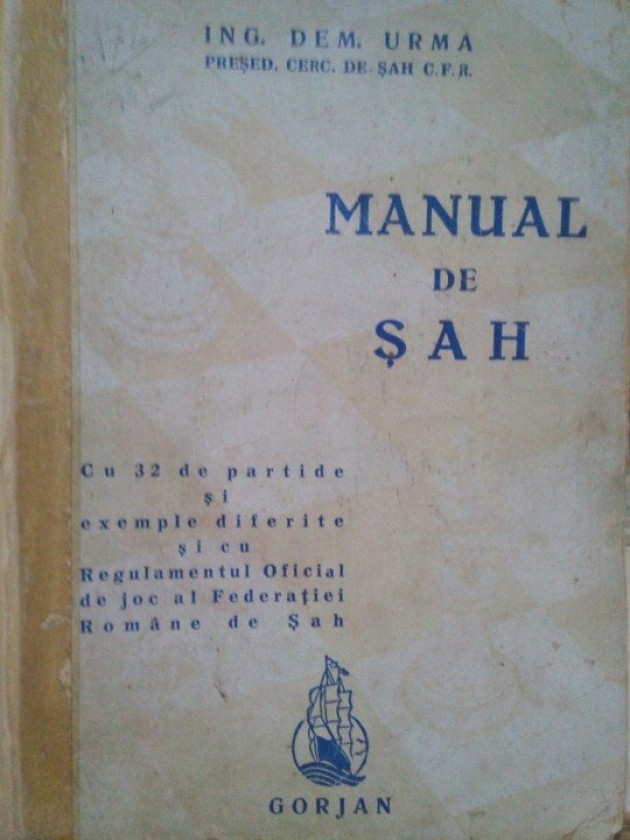 ING. DEM. URMĂ
PREȘED. CERC. DE ȘAH C.F.R.
MANUAL
DE
ȘAH
Cu 32 de partide
și
exemple diferite
și cu
Regulamentul Oficial
de joc al Federației
Române de Șah
GORJAN